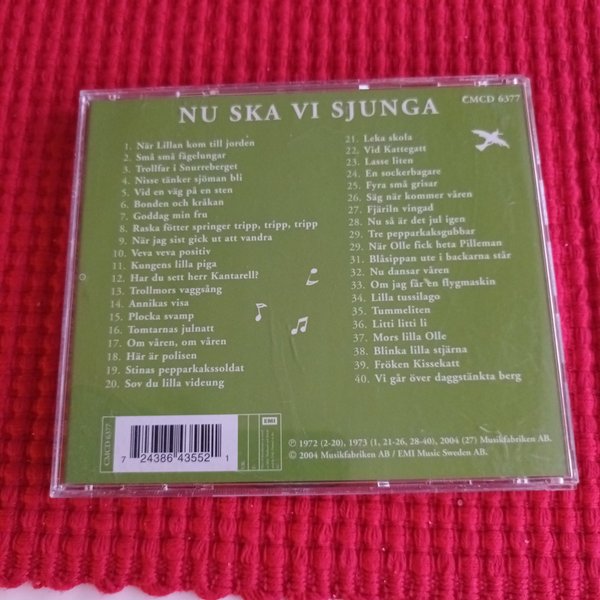 NU SKA VI SJUNGA
CMCD 6377
1. När Lillan kom till jorden
2. Små små fågelungar
3. Trollfar i Snurreberget
4. Nisse tänker sjöman bli
5. Vid en väg på en sten
6. Bonden och kråkan
7. Goddag min fru
8. Raska fötter springer tripp, tripp, tripp
9. När jag sist gick ut att vandra
10. Veva veva positiv
11. Kungens lilla piga
12. Har du sett herr Kantarell?
13. Trollmors vaggsång
14. Annikas visa
15. Plocka svamp
16. Tomtarnas julnatt
17. Om våren, om våren
18. Här är polisen
19. Stinas pepparkakssoldat
20. Sov du lilla videung
21. Leka skola
22. Vid Kattegatt
23. Lasse liten
24. En sockerbagare
25. Fyra små grisar
26. Säg när kommer våren
27. Fjäriln vingad
28. Nu så är det jul igen
29. Tre pepparkaksgubbar
29. När Olle fick heta Pilleman
31. Blåsippan ute i backarna står
32. Nu dansar våren
33. Om jag får en flygmaskin
34. Lilla tussilago
35. Tummeliten
36. Litti litti li
37. Mors lilla Olle
38. Blinka lilla stjärna
39. Fröken Kissekatt
40. Vi går över daggstänkta berg
CMCD 6377
7 24386 43552 1
EMI
℗ 1972 (2-20), 1973 (1, 21-26, 28-40), 2004 (27) Musikfabriken AB.
© 2004 Musikfabriken AB / EMI Music Sweden AB.